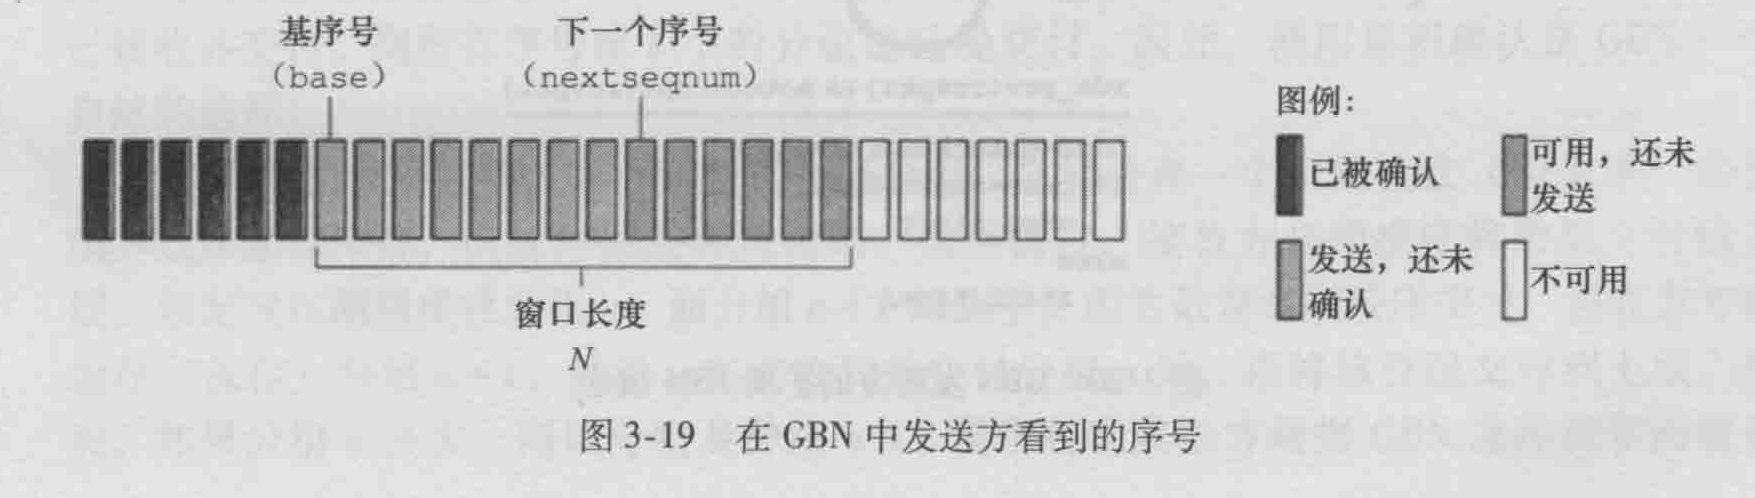 基序号
(base)
下一个序号
(nextseqnum)
窗口长度
N
图例:
已被确认
可用，还未
发送
发送，还未
确认
不可用
图 3-19 在 GBN 中发送方看到的序号